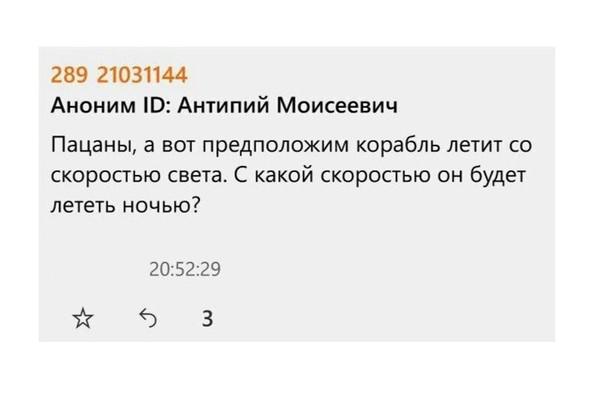 289 21031144
Аноним ID: Антипий Моисеевич
Пацаны, а вот предположим корабль летит со
скоростью света. С какой скоростью он будет
лететь ночью?
20:52:29
3